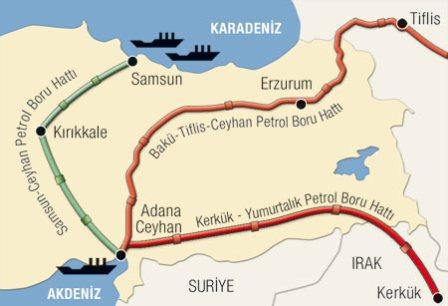 KARADENİZ
Tiflis
Samsun
Erzurum
Bakü-Tiflis-Ceyhan Petrol Boru Hattı
Kırıkkale
Samsun-Ceyhan Petrol Boru Hattı
Adana
Ceyhan
Kerkük - Yumurtalık Petrol Boru Hattı
AKDENİZ
SURİYE
IRAK
Kerkük